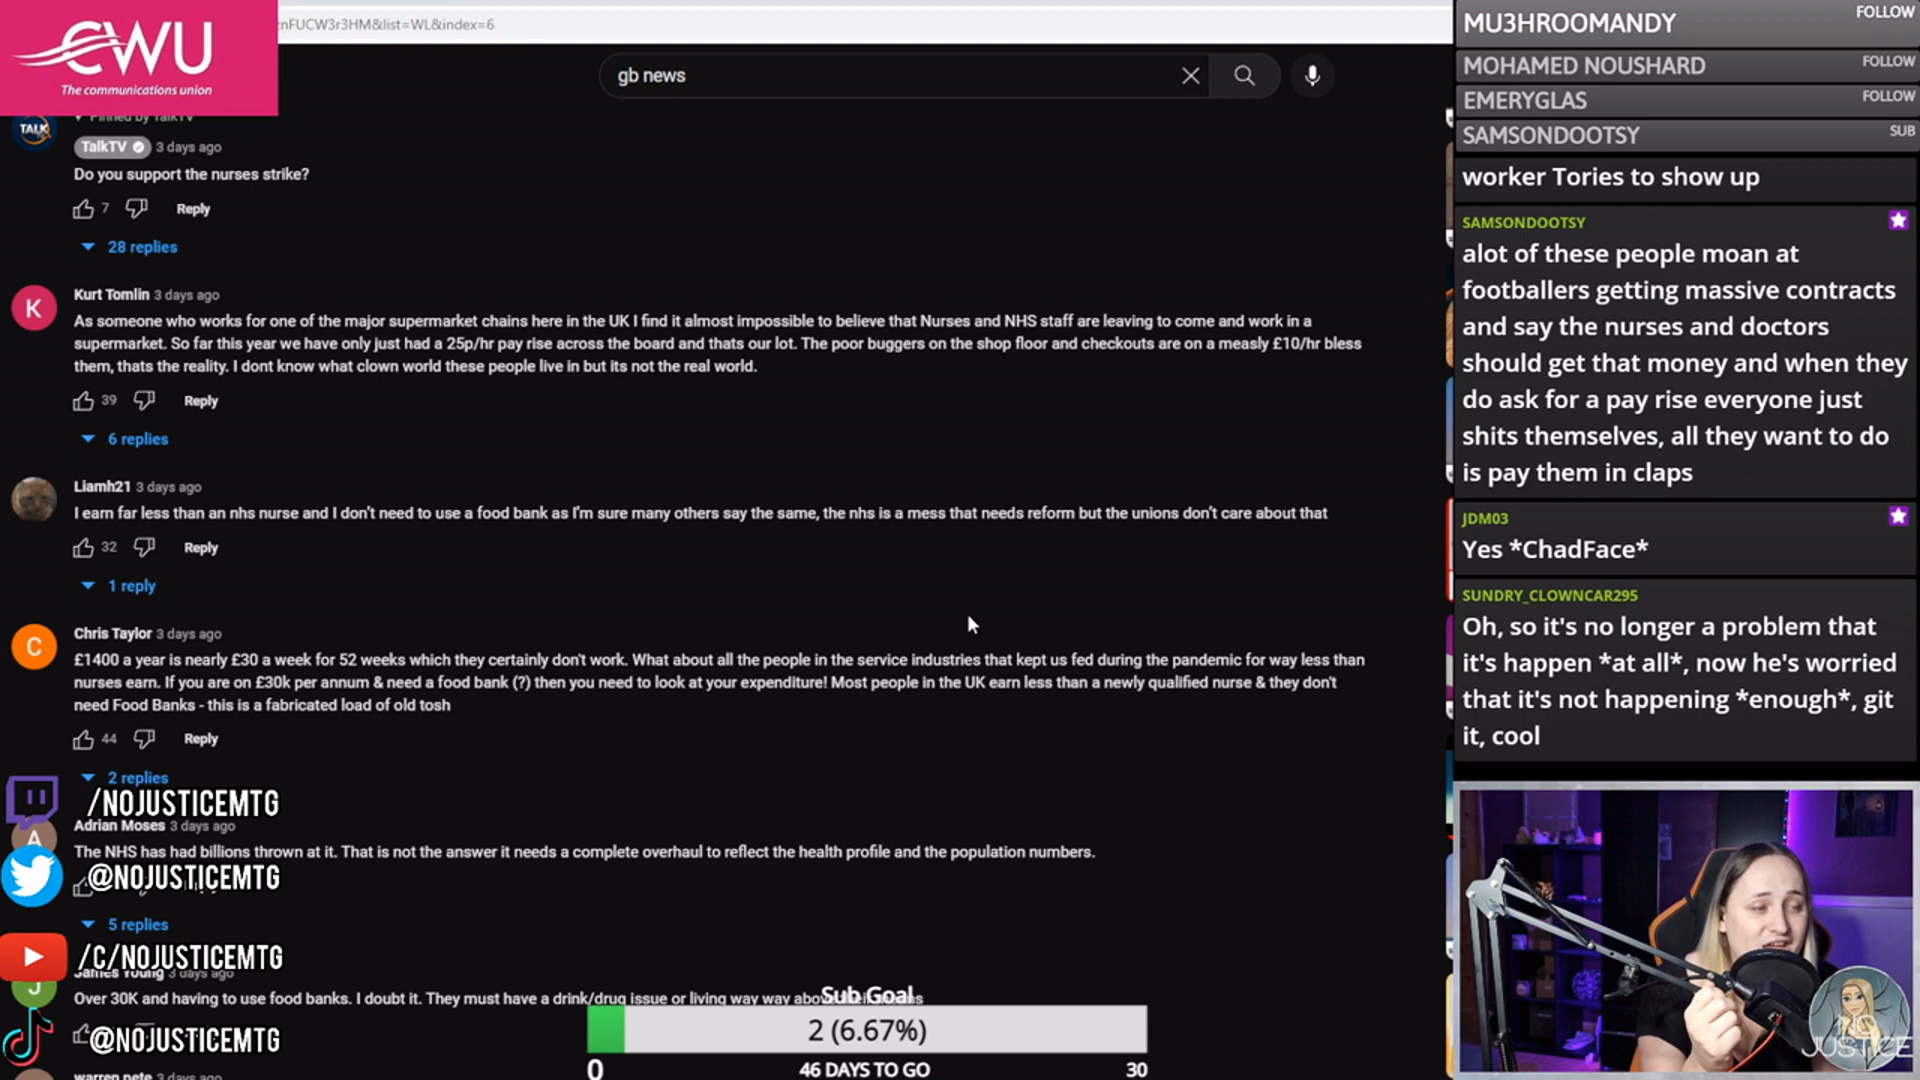 CWU
The communications union
nFUCW3r3HM&list=WL&index=6
gb news
TALK
Pinned by TalkTV
TalkTV 3 days ago
Do you support the nurses strike?
7 Reply
28 replies
K
Kurt Tomlin 3 days ago
As someone who works for one of the major supermarket chains here in the UK I find it almost impossible to believe that Nurses and NHS staff are leaving to come and work in a
supermarket. So far this year we have only just had a 25p/hr pay rise across the board and thats our lot. The poor buggers on the shop floor and checkouts are on a measly £10/hr bless
them, thats the reality. I dont know what clown world these people live in but its not the real world.
39 Reply
6 replies
Liamh21 3 days ago
I earn far less than an nhs nurse and I don't need to use a food bank as I'm sure many others say the same, the nhs is a mess that needs reform but the unions don't care about that
32 Reply
1 reply
C
Chris Taylor 3 days ago
£1400 a year is nearly £30 a week for 52 weeks which they certainly don't work. What about all the people in the service industries that kept us fed during the pandemic for way less than
nurses earn. If you are on £30k per annum & need a food bank (?) then you need to look at your expenditure! Most people in the UK earn less than a newly qualified nurse & they don't
need Food Banks - this is a fabricated load of old tosh
44 Reply
2 replies
/NOJUSTICEMTG
A
Adrian Moses 3 days ago
The NHS has had billions thrown at it. That is not the answer it needs a complete overhaul to reflect the health profile and the population numbers.
@NOJUSTICEMTG
5 replies
/C/NOJUSTICEMTG
J
James Young 3 days ago
Over 30K and having to use food banks. I doubt it. They must have a drink/drug issue or living way way above their means
@NOJUSTICEMTG
warren pete 3 days ago
Sub Goal
2 (6.67%)
0 46 DAYS TO GO 30
MU3HROOMANDY FOLLOW
MOHAMED NOUSHARD FOLLOW
EMERYGLAS FOLLOW
SAMSONDOOTSY SUB
worker Tories to show up
SAMSONDOOTSY
alot of these people moan at
footballers getting massive contracts
and say the nurses and doctors
should get that money and when they
do ask for a pay rise everyone just
shits themselves, all they want to do
is pay them in claps
JDM03
Yes *ChadFace*
SUNDRY_CLOWNCAR295
Oh, so it's no longer a problem that
it's happen *at all*, now he's worried
that it's not happening *enough*, git
it, cool
NO
JUSTICE